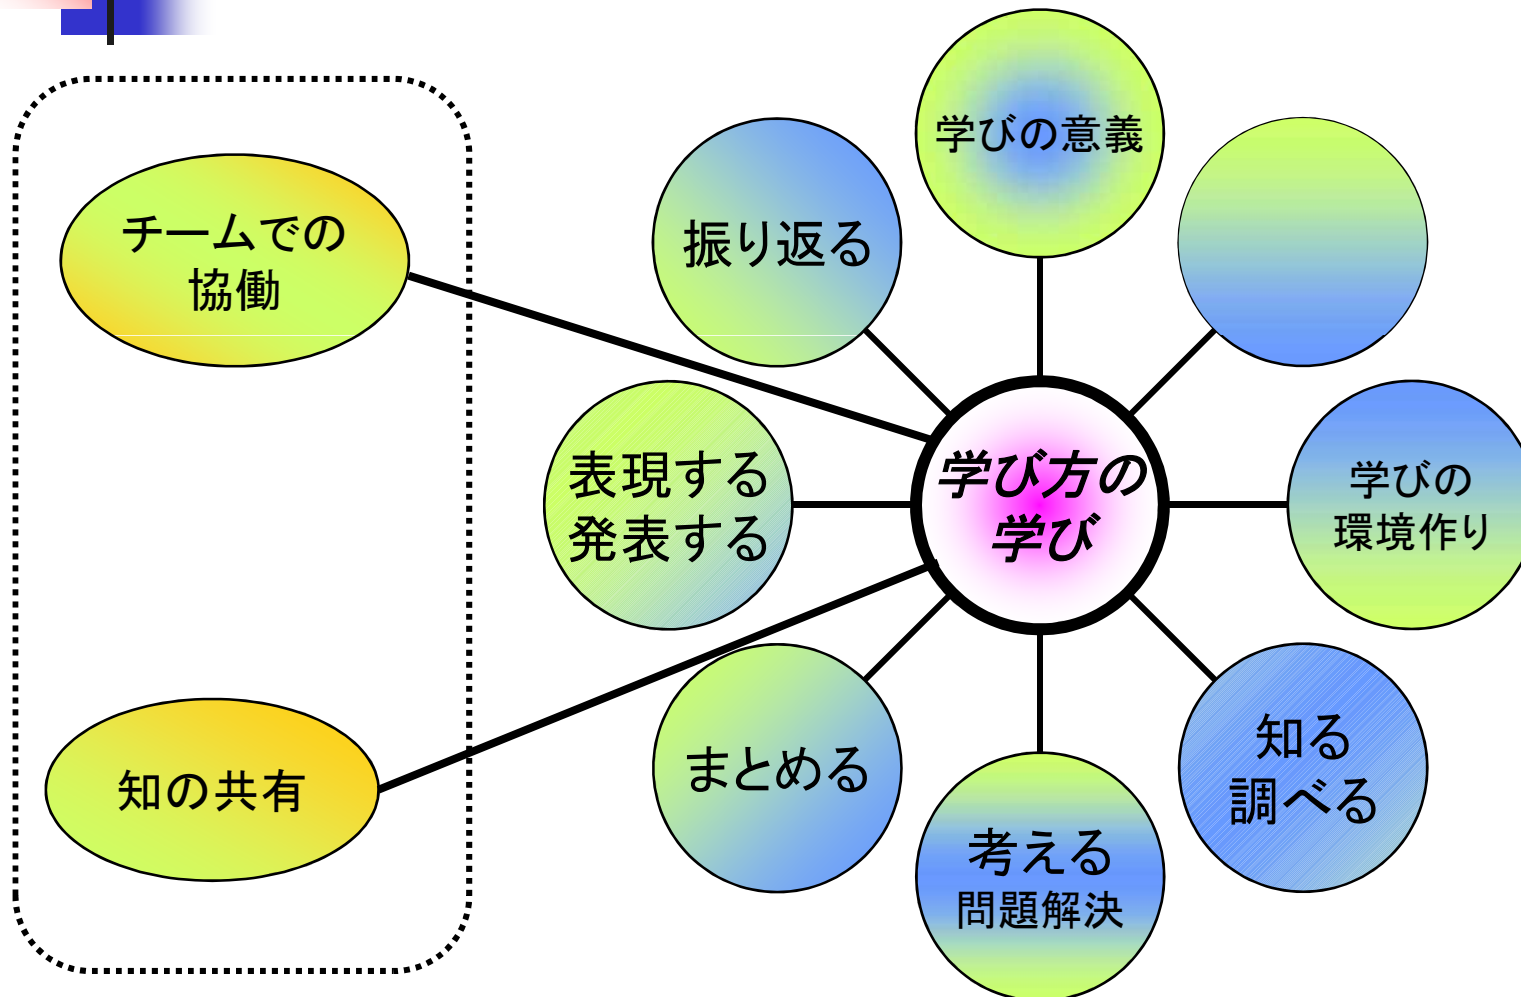 チームでの
協働
知の共有
学びの意義
振り返る
表現する
発表する
学び方の
学び
学びの
環境作り
まとめる
知る
調べる
考える
問題解決